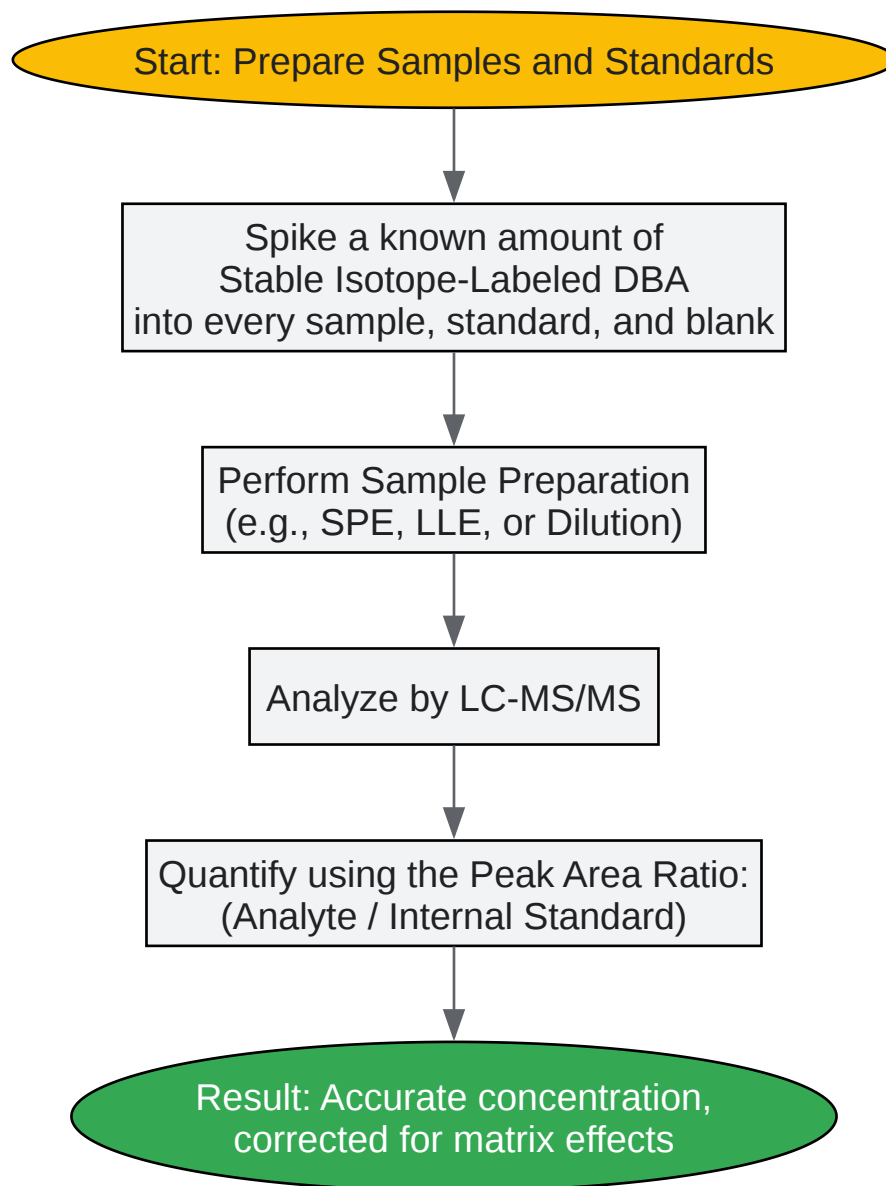 Start: Prepare Samples and Standards
Spike a known amount of
Stable Isotope-Labeled DBA
into every sample, standard, and blank
Perform Sample Preparation
(e.g., SPE, LLE, or Dilution)
Analyze by LC-MS/MS
Quantify using the Peak Area Ratio:
(Analyte / Internal Standard)
Result: Accurate concentration,
corrected for matrix effects